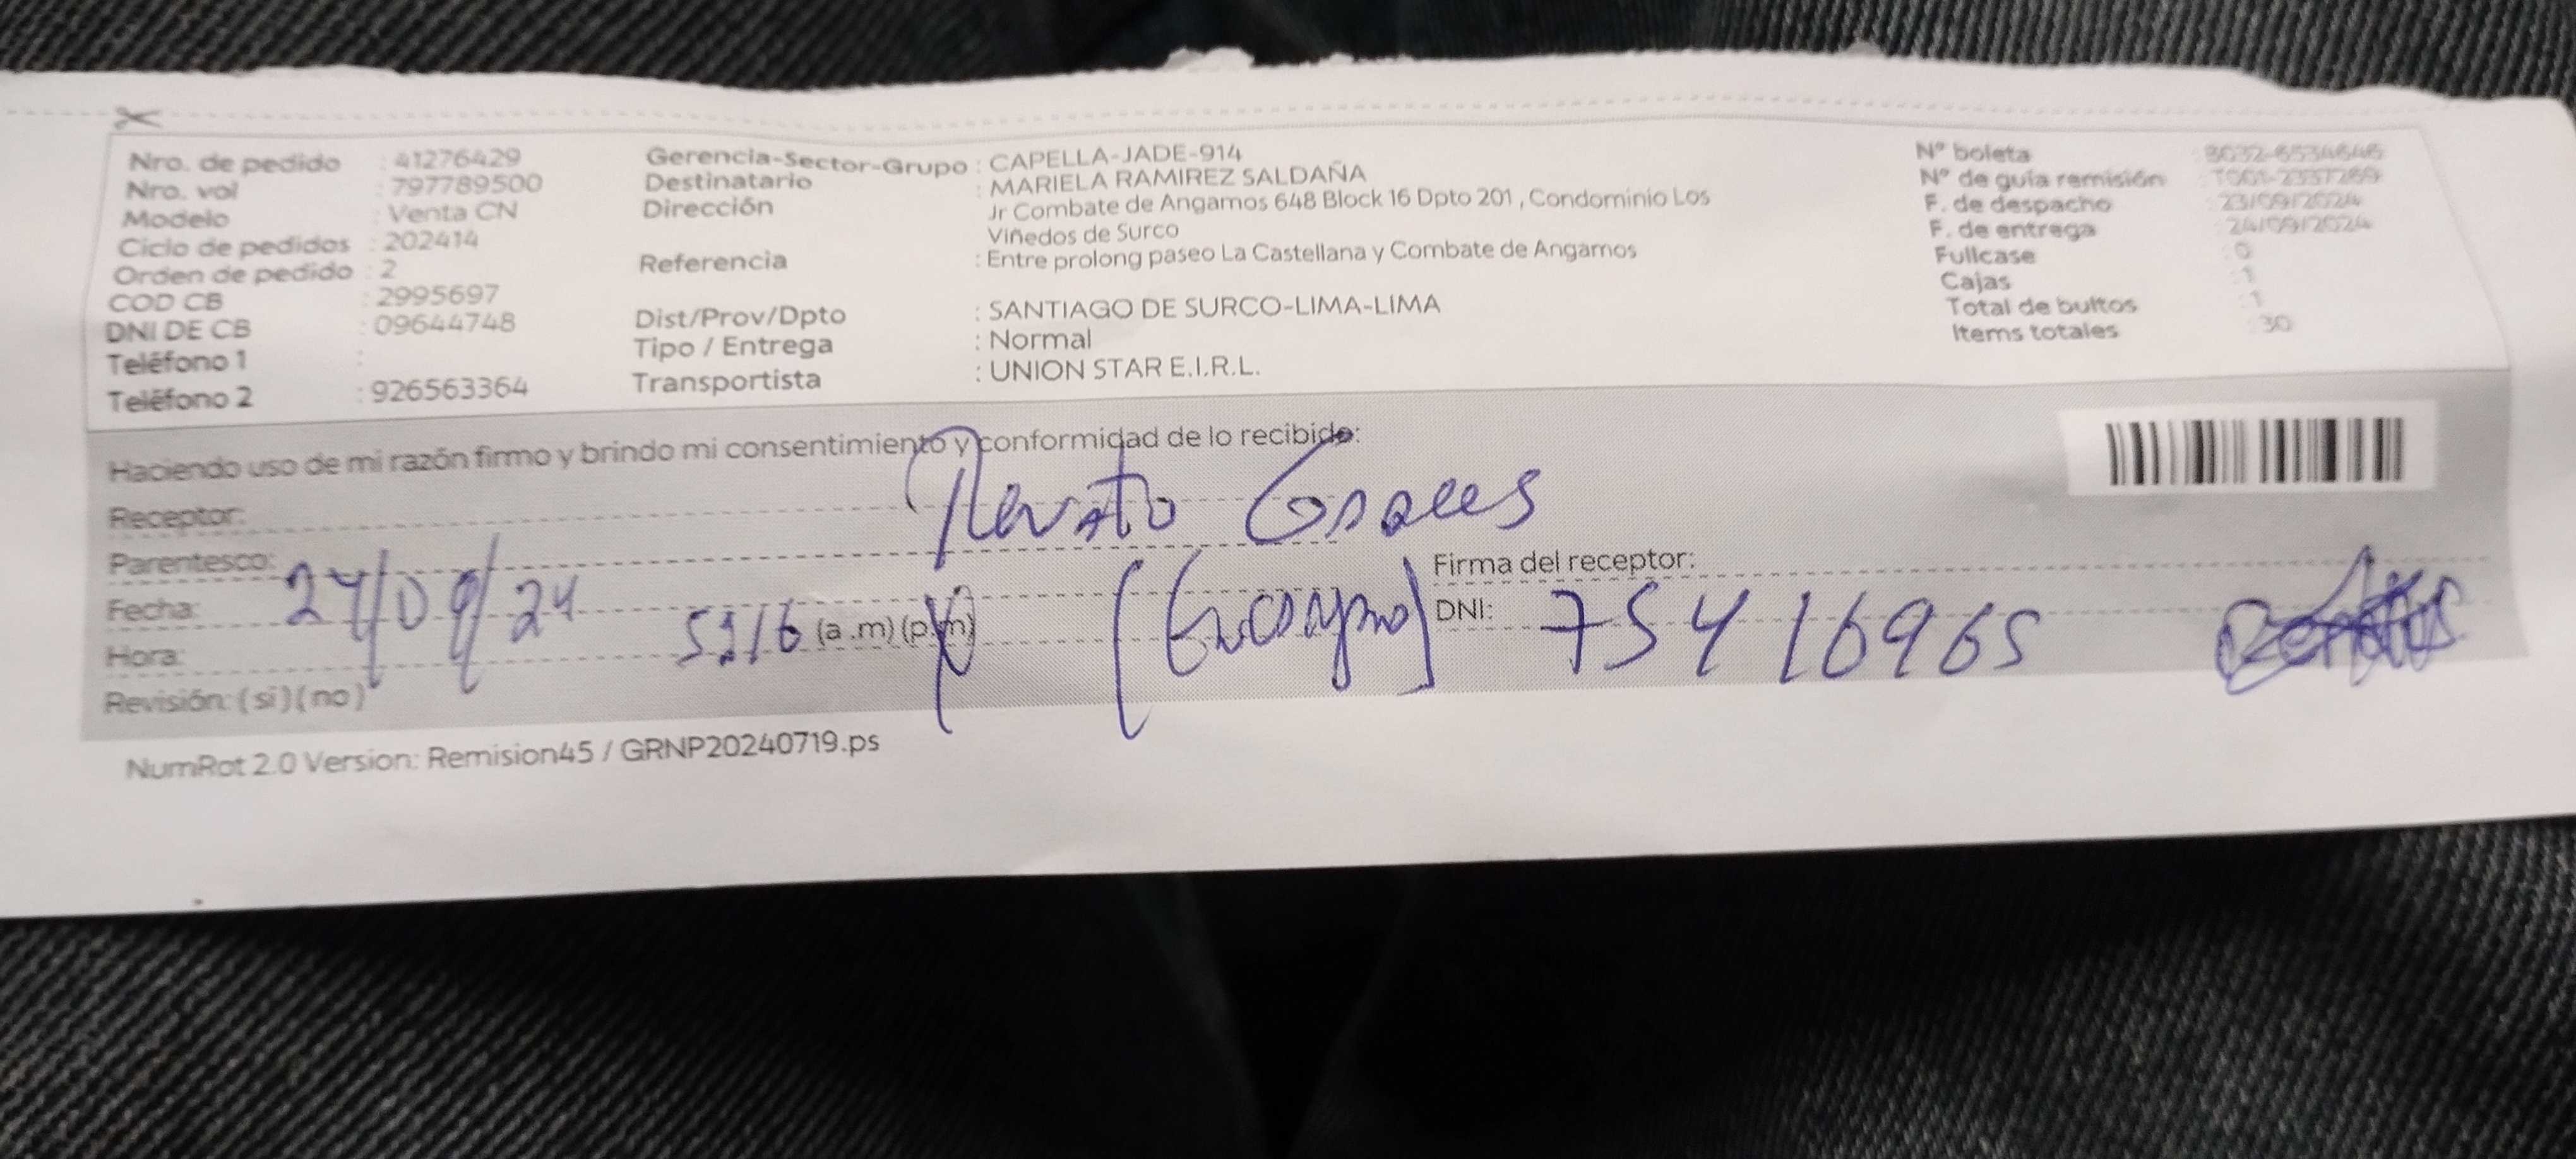 Nro. de pedido : 41276429
Nro. vol : 797789500
Modelo : Venta CN
Ciclo de pedidos : 202414
Orden de pedido : 2
COD CB : 2995697
DNI DE CB : 09644748
Teléfono 1 :
Teléfono 2 : 926563364
Gerencia-Sector-Grupo : CAPELLA-JADE-914
Destinatario : MARIELA RAMIREZ SALDAÑA
Dirección Jr Combate de Angamos 648 Block 16 Dpto 201 , Condominio Los
Viñedos de Surco
Referencia : Entre prolong paseo La Castellana y Combate de Angamos
Dist/Prov/Dpto : SANTIAGO DE SURCO-LIMA-LIMA
Tipo / Entrega : Normal
Transportista : UNION STAR E.I.R.L.
Nº boleta
Nº de guía remisión
F. de despacho : 23/09/2024
F. de entrega : 24/09/2024
Fullcase : 0
Cajas : 1
Total de bultos : 1
Items totales : 30
Haciendo uso de mi razón firmo y brindo mi consentimiento y conformidad de lo recibido:
Receptor:
Parentesco:
Firma del receptor:
Fecha: 24/09/24
DNI: 75416965
Hora: (a .m) (p.m)
Revisión: ( si ) ( no )
NumRot 2.0 Version: Remision45 / GRNP20240719.ps